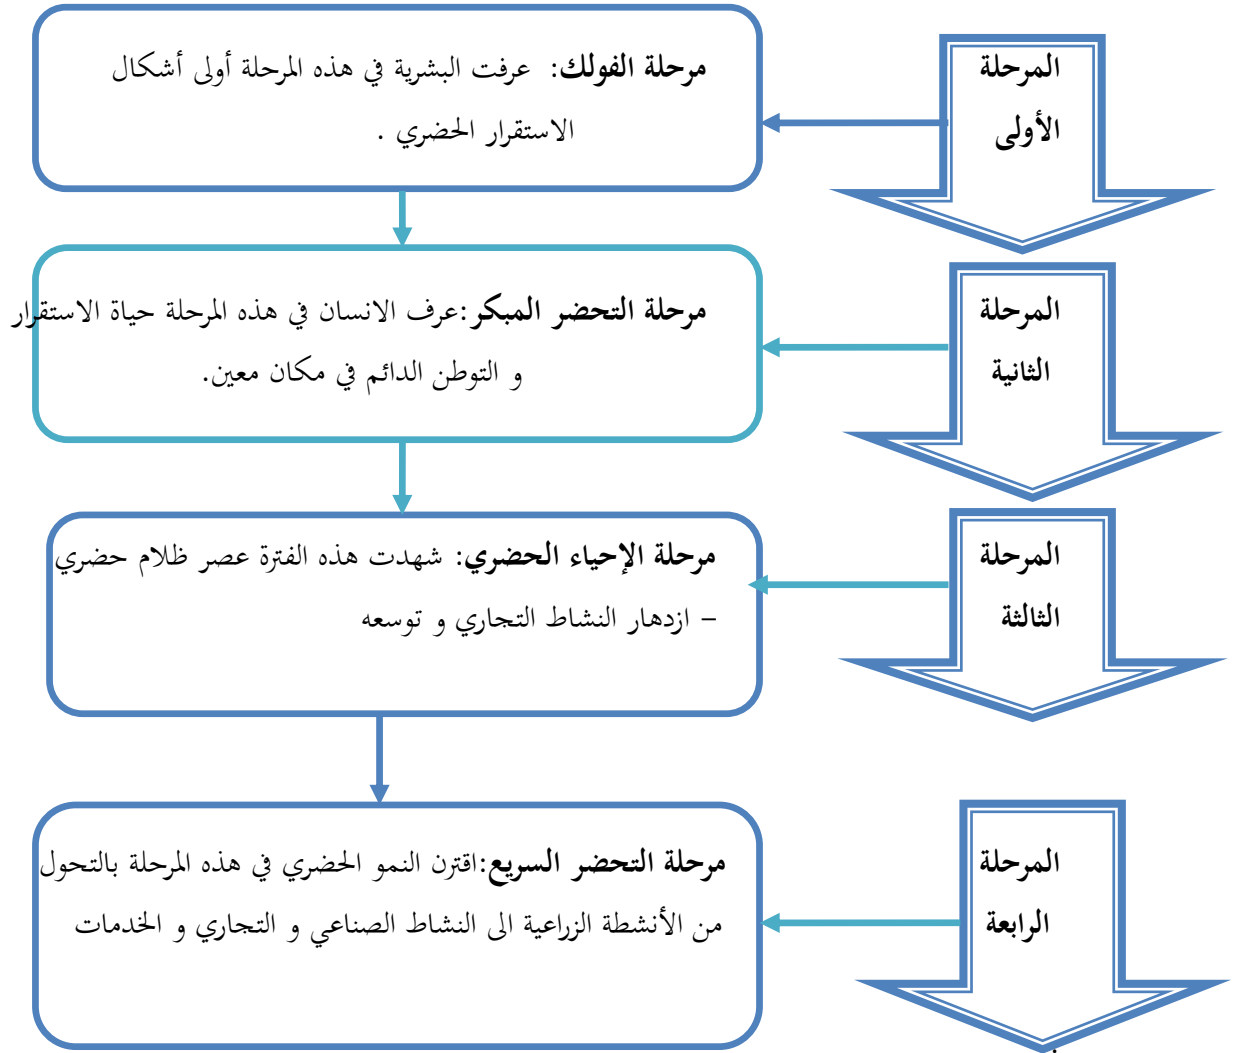 المرحلة
الأولى
مرحلة الفولك: عرفت البشرية في هذه المرحلة أولى أشكال
الاستقرار الحضري .
المرحلة
الثانية
مرحلة التحضر المبكر:عرف الانسان في هذه المرحلة حياة الاستقرار
و التوطن الدائم في مكان معين.
المرحلة
الثالثة
مرحلة الإحياء الحضري: شهدت هذه الفترة عصر ظلام حضري
– ازدهار النشاط التجاري و توسعه
المرحلة
الرابعة
مرحلة التحضر السريع:اقترن النمو الحضري في هذه المرحلة بالتحول
من الأنشطة الزراعية الى النشاط الصناعي و التجاري و الخدمات
.